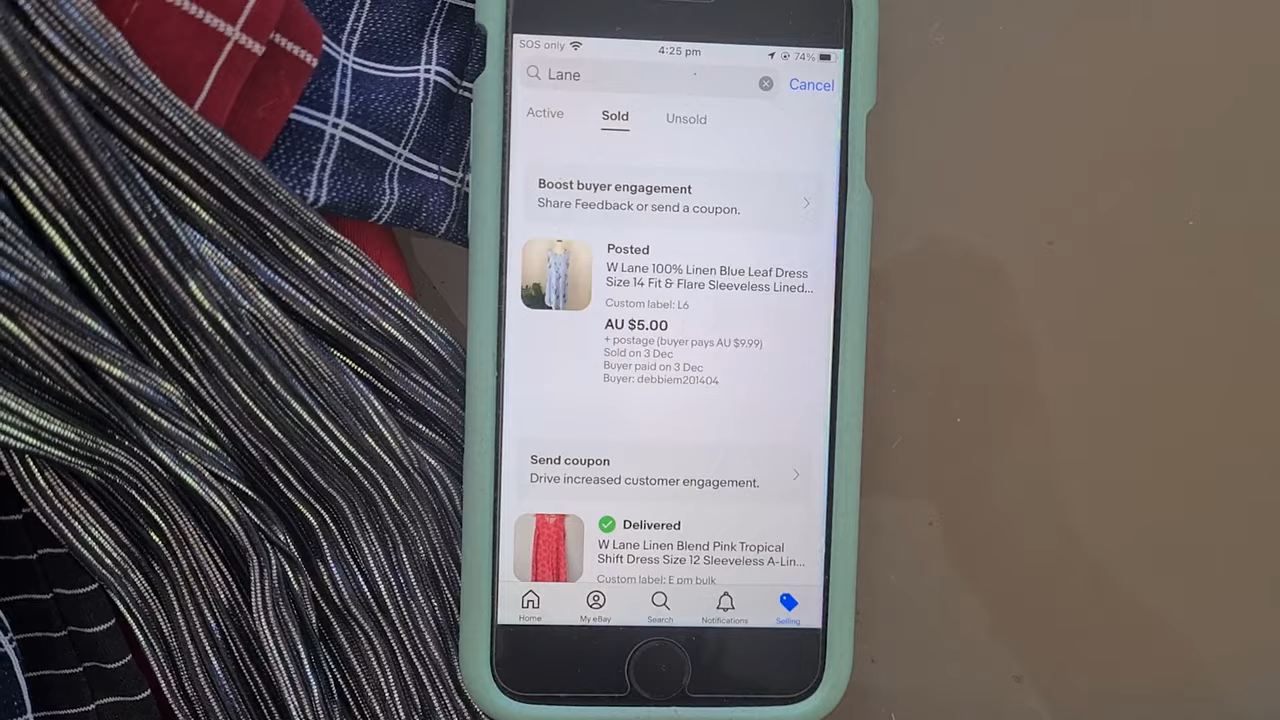 SOS only
4:25 pm
74%
Lane
Cancel
Active
Sold
Unsold
Boost buyer engagement
Share Feedback or send a coupon.
Posted
W Lane 100% Linen Blue Leaf Dress
Size 14 Fit & Flare Sleeveless Lined...
Custom label: L6
AU $5.00
+ postage (buyer pays AU $9.99)
Sold on 3 Dec
Buyer paid on 3 Dec
Buyer: debbiem201404
Send coupon
Drive increased customer engagement.
Delivered
W Lane Linen Blend Pink Tropical
Shift Dress Size 12 Sleeveless A-Lin...
Custom label: E pm bulk
Home
My eBay
Search
Notifications
Selling